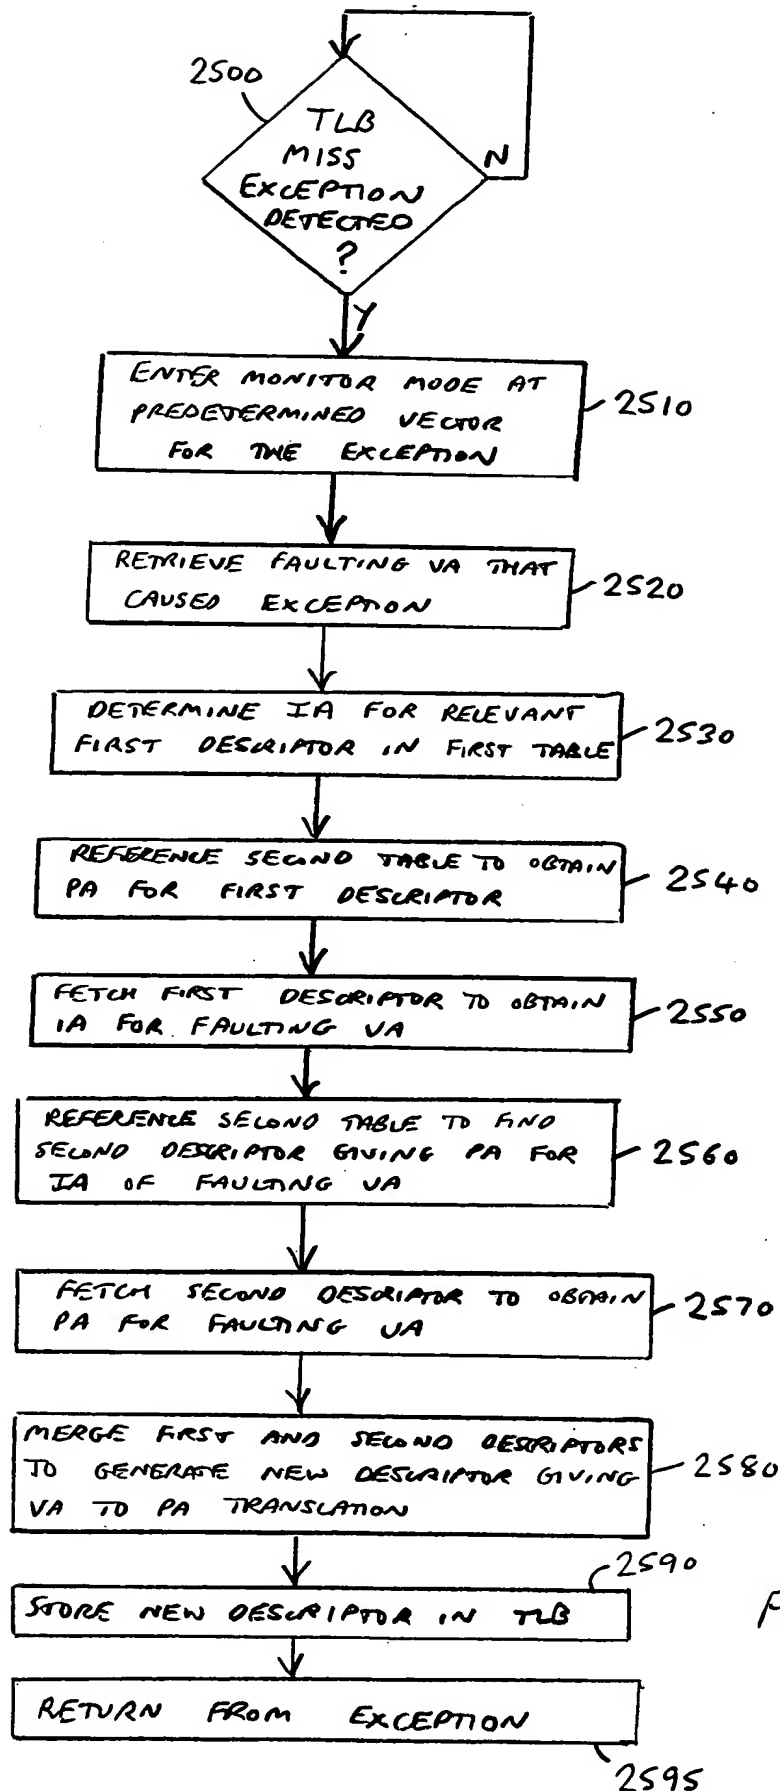 2500
TLB
MISS
EXCEPTION
DETECTED
?
N
Y
ENTER MONITOR MODE AT
PREDETERMINED VECTOR
FOR THE EXCEPTION
2510
RETRIEVE FAULTING VA THAT
CAUSED EXCEPTION
2520
DETERMINE IA FOR RELEVANT
FIRST DESCRIPTOR IN FIRST TABLE
2530
REFERENCE SECOND TABLE TO OBTAIN
PA FOR FIRST DESCRIPTOR
2540
FETCH FIRST DESCRIPTOR TO OBTAIN
IA FOR FAULTING VA
2550
REFERENCE SECOND TABLE TO FIND
SECOND DESCRIPTOR GIVING PA FOR
IA OF FAULTING VA
2560
FETCH SECOND DESCRIPTOR TO OBTAIN
PA FOR FAULTING VA
2570
MERGE FIRST AND SECOND DESCRIPTORS
TO GENERATE NEW DESCRIPTOR GIVING
VA TO PA TRANSLATION
2580
2590
STORE NEW DESCRIPTOR IN TLB
RETURN FROM EXCEPTION
2595